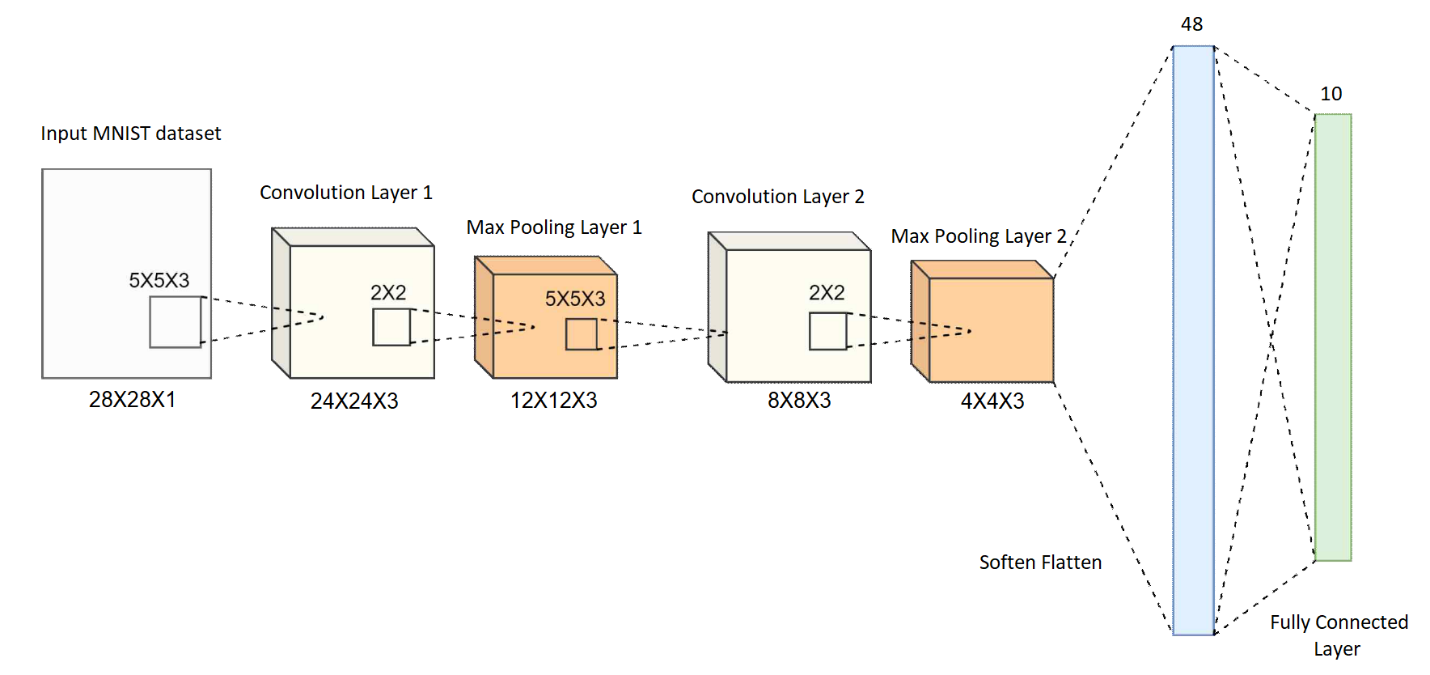 Input MNIST dataset
5X5X3
28X28X1
Convolution Layer 1
2X2
24X24X3
Max Pooling Layer 1
5X5X3
12X12X3
Convolution Layer 2
2X2
8X8X3
Max Pooling Layer 2
4X4X3
48
Soften Flatten
10
Fully Connected
Layer